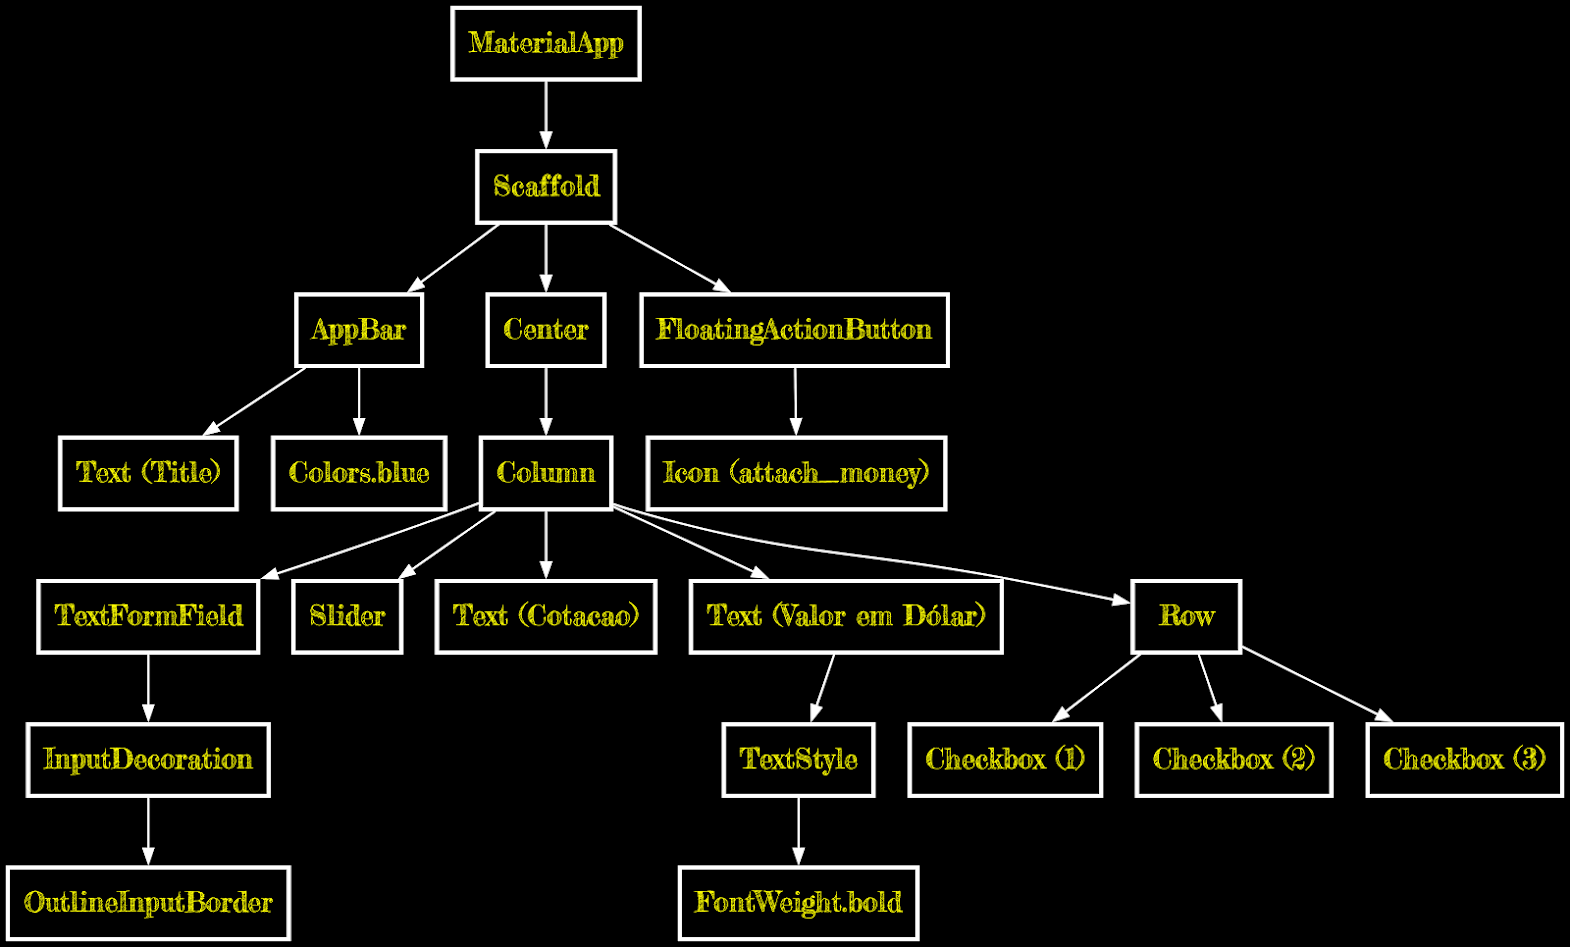 MaterialApp
Scaffold
AppBar
Center
FloatingActionButton
Text (Title)
Colors.blue
Column
Icon (attach_money)
TextFormField
Slider
Text (Cotacao)
Text (Valor em Dólar)
Row
InputDecoration
TextStyle
Checkbox (1)
Checkbox (2)
Checkbox (3)
OutlineInputBorder
FontWeight.bold